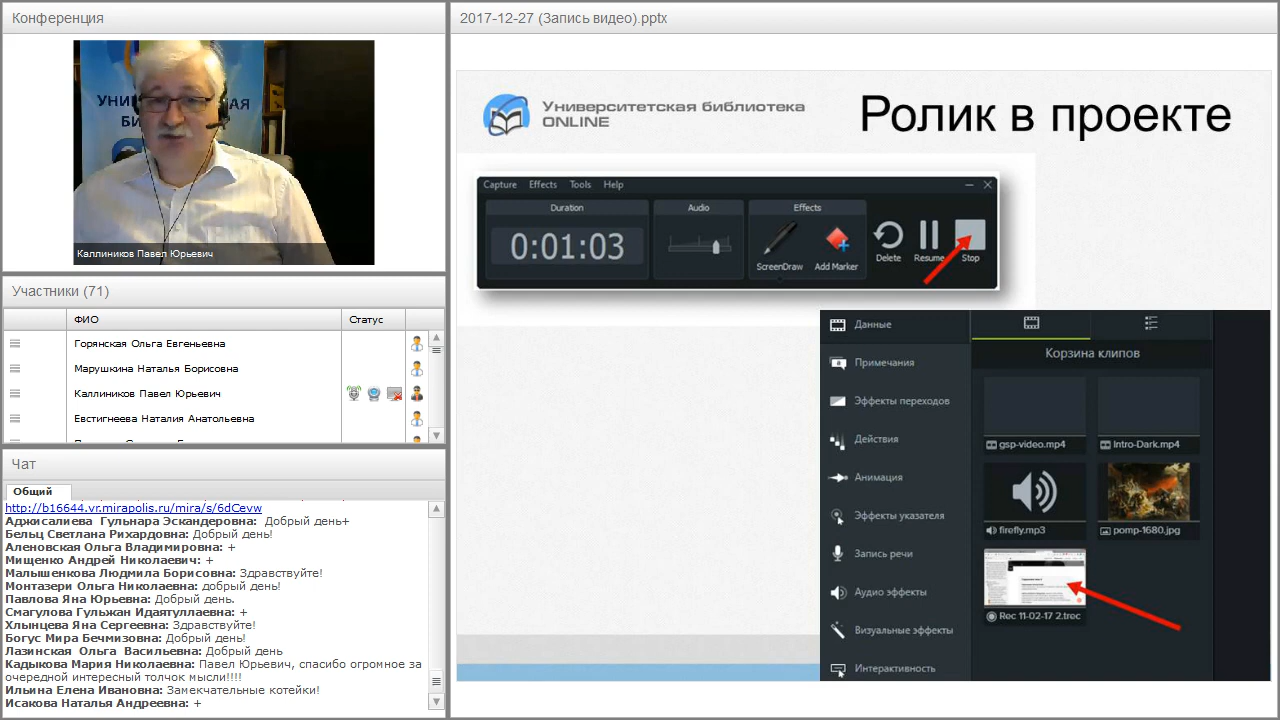 Конференция
УНИ
АЯ
БИ
Каллиников Павел Юрьевич
Участники (71)
ФИО
Статус
Горянская Ольга Евгеньевна
Марушкина Наталья Борисовна
Каллиников Павел Юрьевич
Евстигнеева Наталия Анатольевна
Чат
Общий
http://b16644.vr.mirapolis.ru/mira/s/6dCevw
Аджисалиева Гульнара Эскандеровна: Добрый день+
Бельц Светлана Рихардовна: Добрый день!
Аленовская Ольга Владимировна: +
Мищенко Андрей Николаевич: +
Малышенкова Людмила Борисовна: Здравствуйте!
Монтазери Ольга Николаевна: добрый день!
Павлова Яна Юрьевна: Добрый день.
Смагулова Гульжан Идаятуллаевна: +
Хлынцева Яна Сергеевна: Здравствуйте!
Богус Мира Бечмизовна: Добрый день!
Лазинская Ольга Васильевна: Добрый день
Кадыкова Мария Николаевна: Павел Юрьевич, спасибо огромное за
очередной интересный толчок мысли!!!!
Ильина Елена Ивановна: Замекчательные котейки!
Исакова Наталья Андреевна: +
2017-12-27 (Запись видео).pptx
Университетская библиотека
ONLINE
Ролик в проекте
Capture Effects Tools Help
Duration
Audio
Effects
0:01:03
ScreenDraw
Add Marker
Delete
Resume
Stop
Данные
Примечания
Эффекты переходов
Действия
Анимация
Эффекты указателя
Запись речи
Аудио эффекты
Визуальные эффекты
Интерактивность
Корзина клипов
gsp-video.mp4
Intro-Dark.mp4
firefly.mp3
pomp-1680.jpg
Rec 11-02-17 2.trec